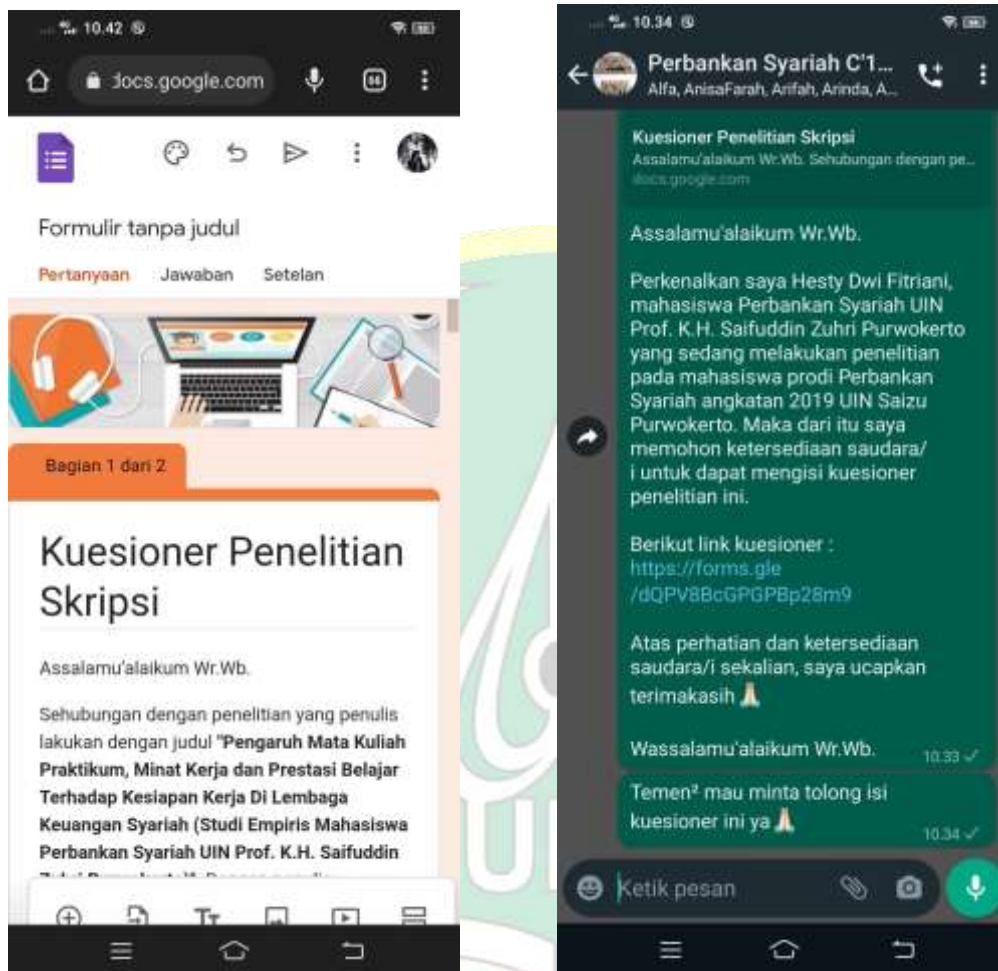 10.42
docs.google.com
Formulir tanpa judul
Pertanyaan Jawaban Setelan
Bagian 1 dari 2
Kuesioner Penelitian
Skripsi
Assalamu'alaikum Wr.Wb.
Sehubungan dengan penelitian yang penulis
lakukan dengan judul "Pengaruh Mata Kuliah
Praktikum, Minat Kerja dan Prestasi Belajar
Terhadap Kesiapan Kerja Di Lembaga
Keuangan Syariah (Studi Empiris Mahasiswa
Perbankan Syariah UIN Prof. K.H. Saifuddin
10.34
Perbankan Syariah C'1...
Alfa, AnisaFarah, Arifah, Arinda, A...
Kuesioner Penelitian Skripsi
Assalamu'alaikum Wr.Wb. Sehubungan dengan pe...
docs.google.com
Assalamu'alaikum Wr.Wb.
Perkenalkan saya Hesty Dwi Fitriani,
mahasiswa Perbankan Syariah UIN
Prof. K.H. Saifuddin Zuhri Purwokerto
yang sedang melakukan penelitian
pada mahasiswa prodi Perbankan
Syariah angkatan 2019 UIN Saizu
Purwokerto. Maka dari itu saya
memohon ketersediaan saudara/
i untuk dapat mengisi kuesioner
penelitian ini.
Berikut link kuesioner :
https://forms.gle
/dQPV8BcGPGPBp28m9
Atas perhatian dan ketersediaan
saudara/i sekalian, saya ucapkan
terimakasih 🙏🏻
Wassalamu'alaikum Wr.Wb.
10.33
Temen² mau minta tolong isi
kuesioner ini ya 🙏🏻
10.34
Ketik pesan